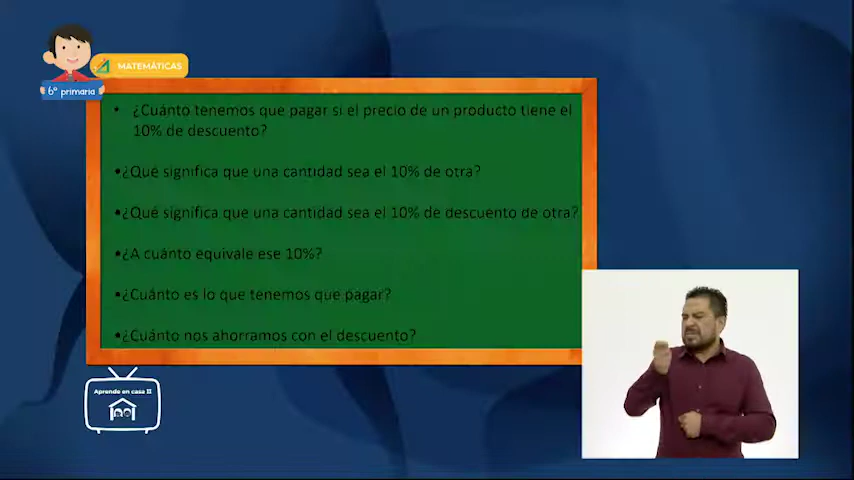 MATEMÁTICAS
6º primaria
• ¿Cuánto tenemos que pagar si el precio de un producto tiene el
10% de descuento?
•¿Qué significa que una cantidad sea el 10% de otra?
•¿Qué significa que una cantidad sea el 10% de descuento de otra?
•¿A cuánto equivale ese 10%?
•¿Cuánto es lo que tenemos que pagar?
•¿Cuánto nos ahorramos con el descuento?
Aprende en casa II